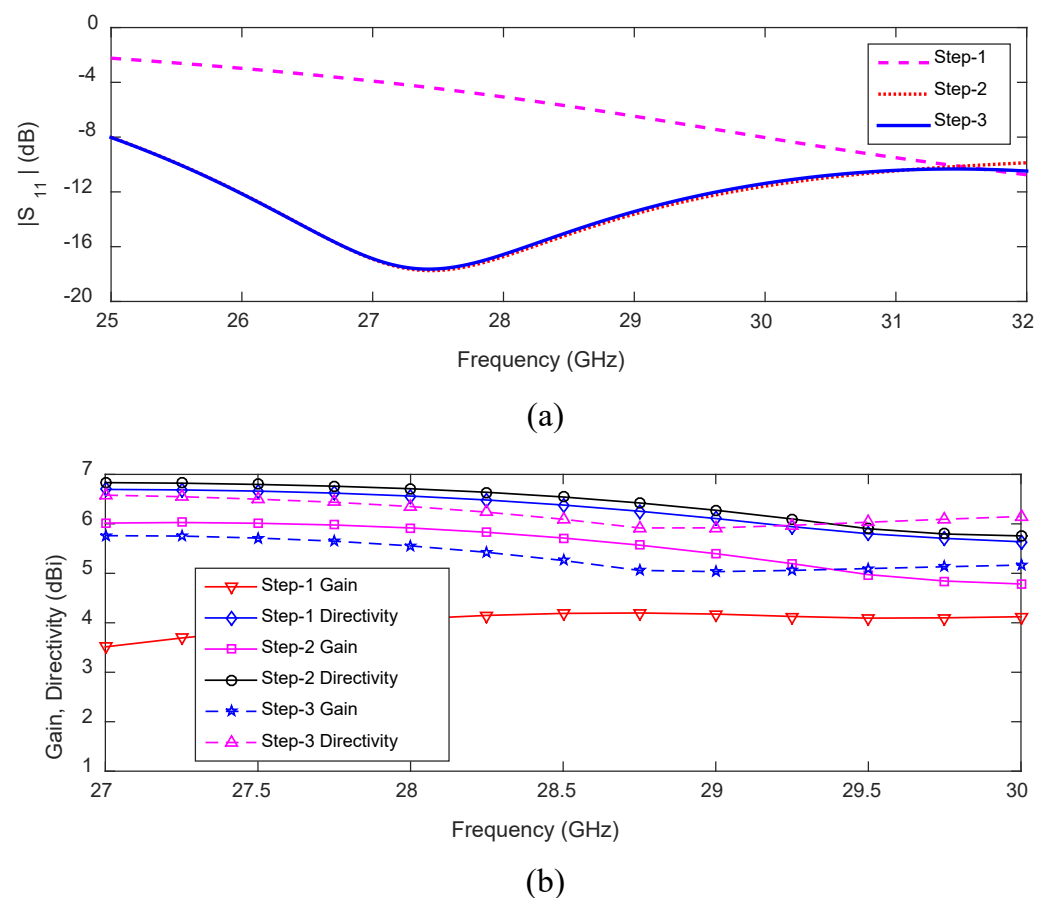 0
-4
-8
-12
-16
-20
|S 11 | (dB)
Step-1
Step-2
Step-3
25 26 27 28 29 30 31 32
Frequency (GHz)
(a)
7
6
5
4
3
2
1
Gain, Directivity (dBi)
Step-1 Gain
Step-1 Directivity
Step-2 Gain
Step-2 Directivity
Step-3 Gain
Step-3 Directivity
27 27.5 28 28.5 29 29.5 30
Frequency (GHz)
(b)